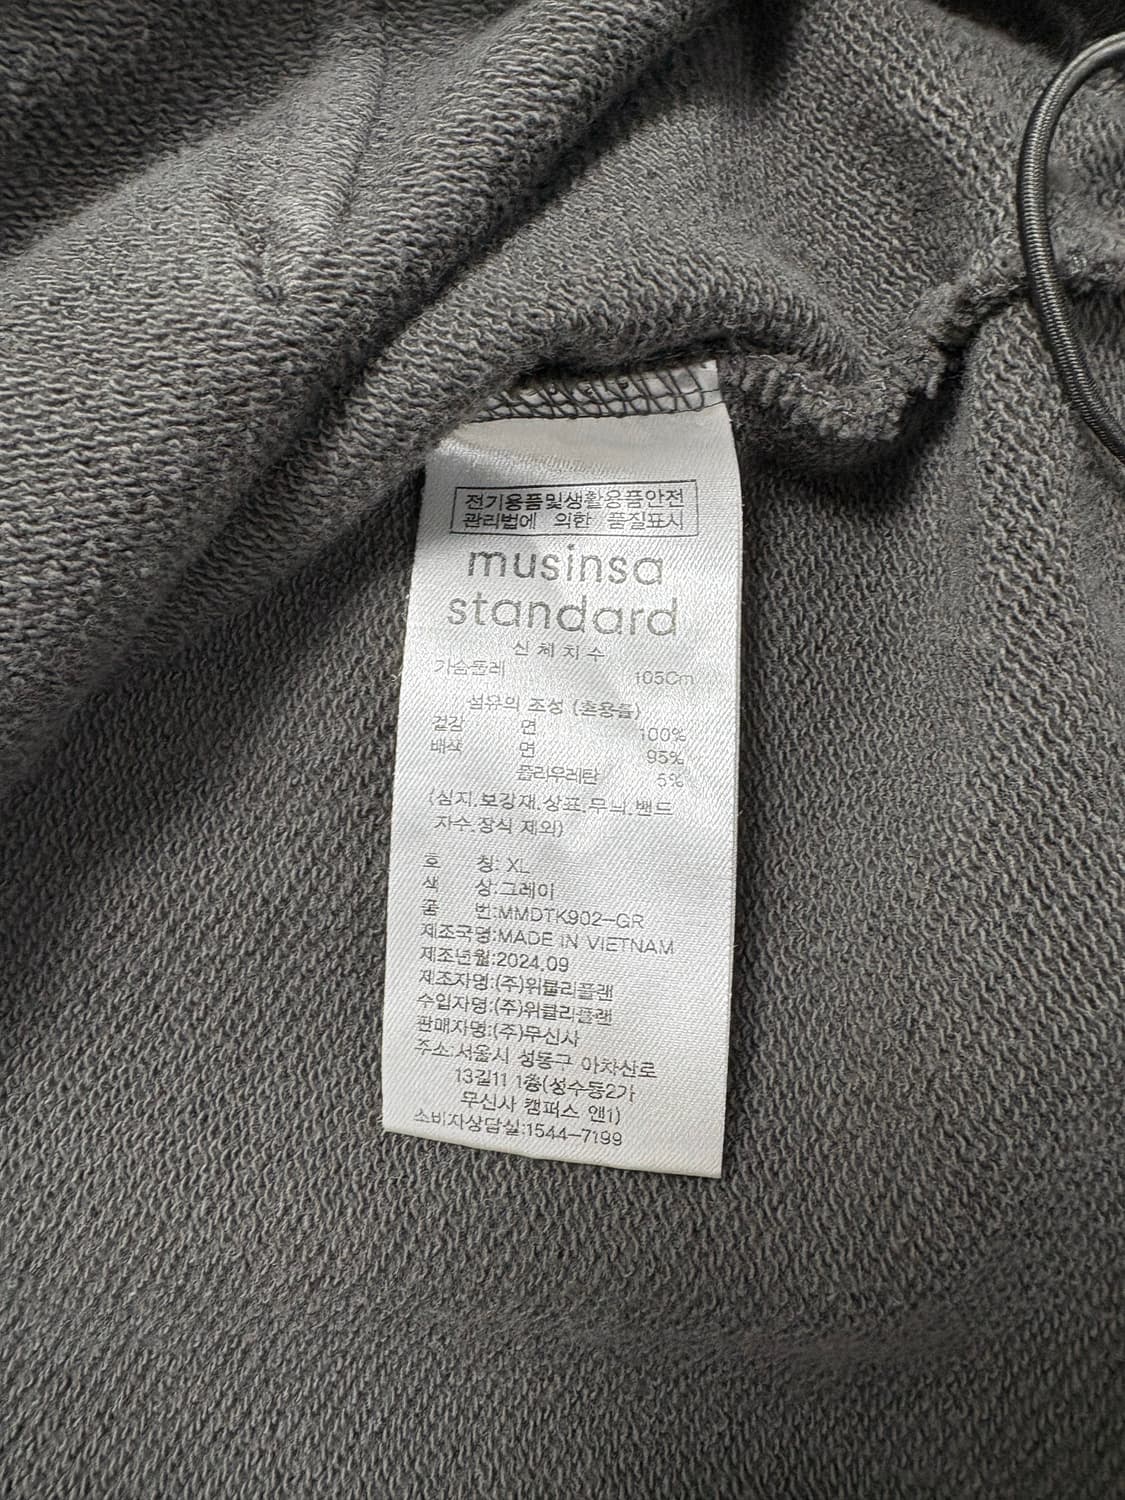 전기용품및생활용품안전
관리법에 의한 품질표시
musinsa
standard
신체치수
가슴둘레 105Cm
섬유의 조성 (혼용률)
겉감 면 100%
배색 면 95%
폴리우레탄 5%
(심지.보강재.상표.무늬.밴드
자수.장식 제외)
호 칭: XL
색 상:그레이
품 번:MMDTK902-GR
제조국명:MADE IN VIETNAM
제조년월:2024.09
제조자명:(주)위클리플랜
수입자명:(주)위클리플랜
판매자명:(주)무신사
주소:서울시 성동구 아차산로
13길11 1층(성수동2가
무신사 캠퍼스 앤1)
소비자상담실:1544-7199